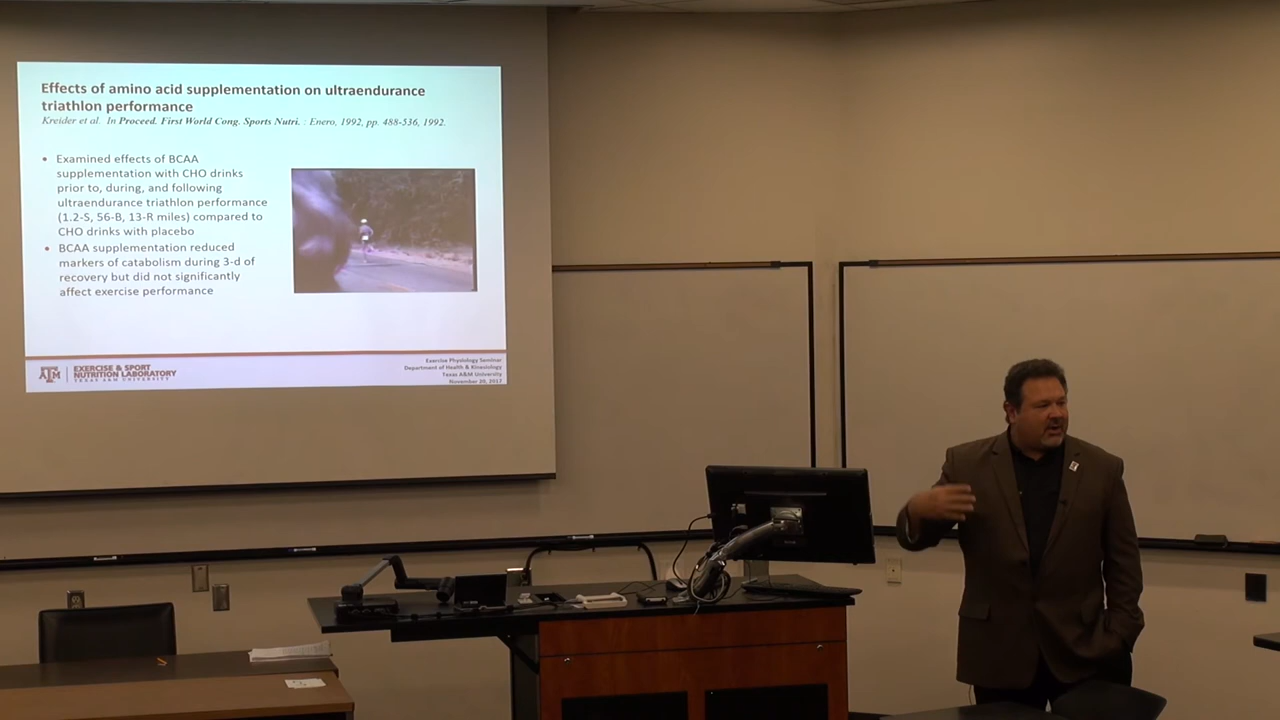 Effects of amino acid supplementation on ultraendurance
triathlon performance
Kreider et al. In Proceed. First World Cong. Sports Nutri. : Enero, 1992, pp. 488-536, 1992.
• Examined effects of BCAA
supplementation with CHO drinks
prior to, during, and following
ultraendurance triathlon performance
(1.2-S, 56-B, 13-R miles) compared to
CHO drinks with placebo
• BCAA supplementation reduced
markers of catabolism during 3-d of
recovery but did not significantly
affect exercise performance
ATM
EXERCISE & SPORT
NUTRITION LABORATORY
TEXAS A&M UNIVERSITY
Exercise Physiology Seminar
Department of Health & Kinesiology
Texas A&M University
November 20, 2017